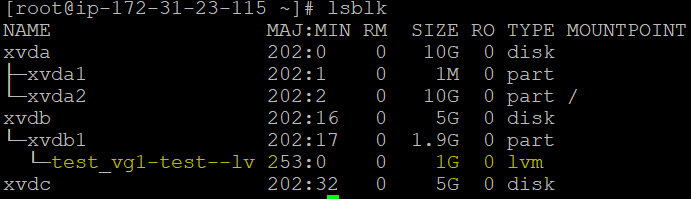 [root@ip-172-31-23-115 ~]# lsblk
NAME                  MAJ:MIN RM  SIZE RO TYPE MOUNTPOINT
xvda                  202:0    0   10G  0 disk
├─xvda1               202:1    0    1M  0 part
└─xvda2               202:2    0   10G  0 part /
xvdb                  202:16   0    5G  0 disk
└─xvdb1               202:17   0  1.9G  0 part
  └─test_vg1-test--lv 253:0    0    1G  0 lvm
xvdc                  202:32   0    5G  0 disk